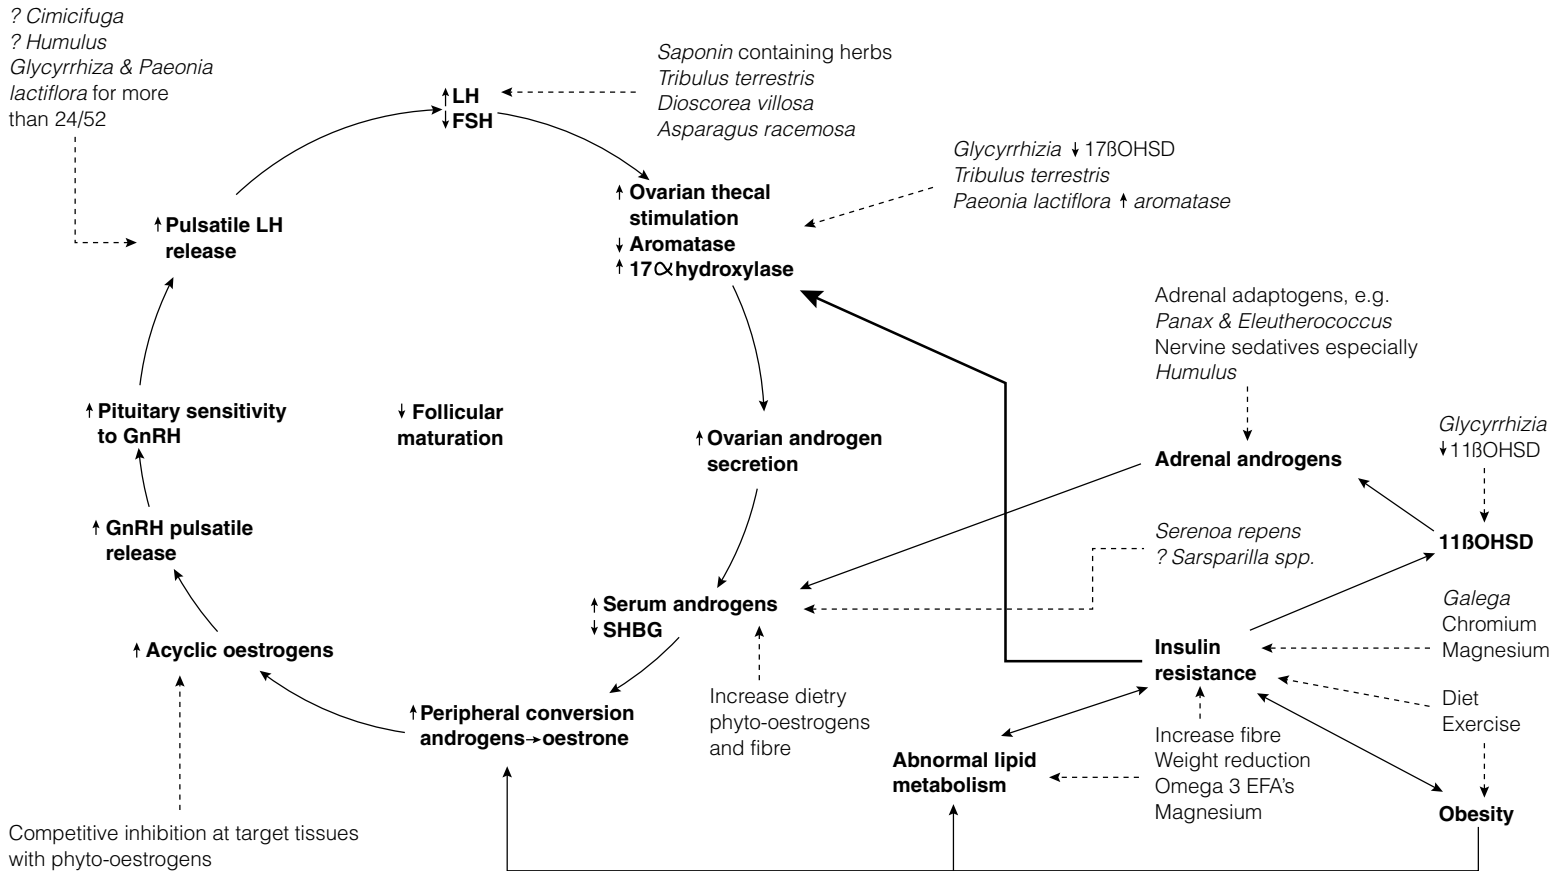 ? Cimicifuga
? Humulus
Glycyrrhiza & Paeonia
lactiflora for more
than 24/52
↑LH
↓FSH
Saponin containing herbs
Tribulus terrestris
Dioscorea villosa
Asparagus racemosa
Glycyrrhizia ↓ 17ßOHSD
Tribulus terrestris
Paeonia lactiflora ↑ aromatase
↑ Ovarian thecal
stimulation
↓ Aromatase
↑ 17αhydroxylase
↑ Pulsatile LH
release
Adrenal adaptogens, e.g.
Panax & Eleutherococcus
Nervine sedatives especially
Humulus
↑ Pituitary sensitivity
to GnRH
↓ Follicular
maturation
↑ Ovarian androgen
secretion
Adrenal androgens
Glycyrrhizia
↓11ßOHSD
↑ GnRH pulsatile
release
Serenoa repens
? Sarsparilla spp.
11ßOHSD
↑ Serum androgens
↓ SHBG
Galega
Chromium
Magnesium
↑ Acyclic oestrogens
Insulin
resistance
Increase dietry
phyto-oestrogens
and fibre
Diet
Exercise
↑ Peripheral conversion
androgens→oestrone
Abnormal lipid
metabolism
Increase fibre
Weight reduction
Omega 3 EFA's
Magnesium
Obesity
Competitive inhibition at target tissues
with phyto-oestrogens